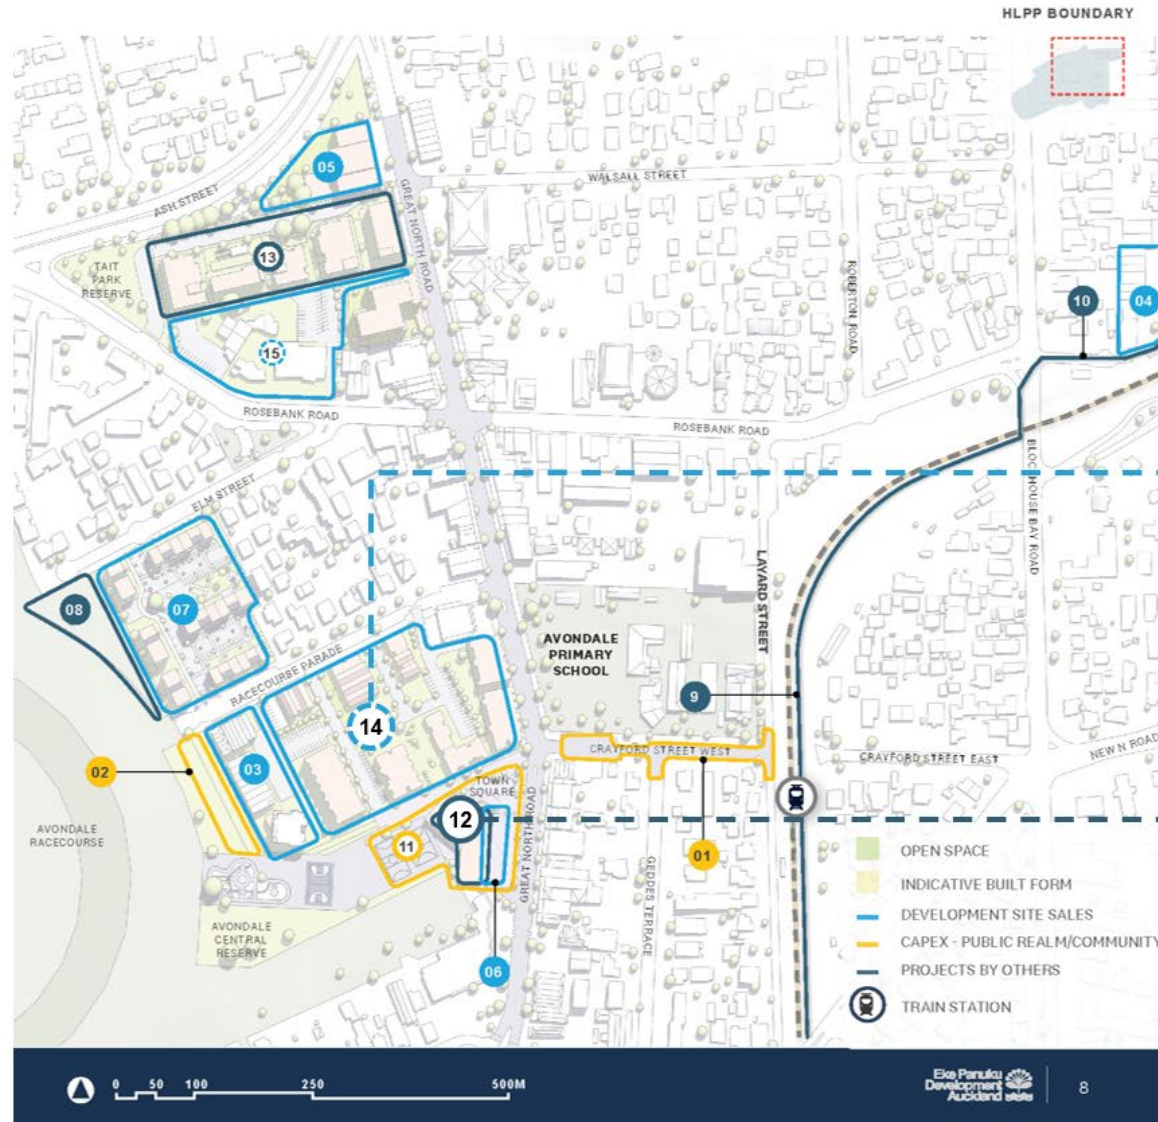 HLPP BOUNDARY
05
WALSALL STREET
ASH STREET
GREAT NORTH ROAD
13
TAIT
PARK
RESERVE
ROBERTON ROAD
10
04
15
ROSEBANK ROAD
ROSEBANK ROAD
ELM STREET
BLOCKHOUSE BAY ROAD
LAYARD STREET
08
07
AVONDALE
PRIMARY
SCHOOL
RACECOURSE PARADE
9
14
CRAYFORD STREET WEST
CRAYFORD STREET EAST
NEW N ROAD
02
03
TOWN
SQUARE
12
AVONDALE
RACECOURSE
11
GREAT NORTH ROAD
01
GEDDES TERRACE
AVONDALE
CENTRAL
RESERVE
06
OPEN SPACE
INDICATIVE BUILT FORM
DEVELOPMENT SITE SALES
CAPEX - PUBLIC REALM/COMMUNITY
PROJECTS BY OTHERS
TRAIN STATION
0 50 100 250 500M
Eke Panuku
Development
Auckland
8